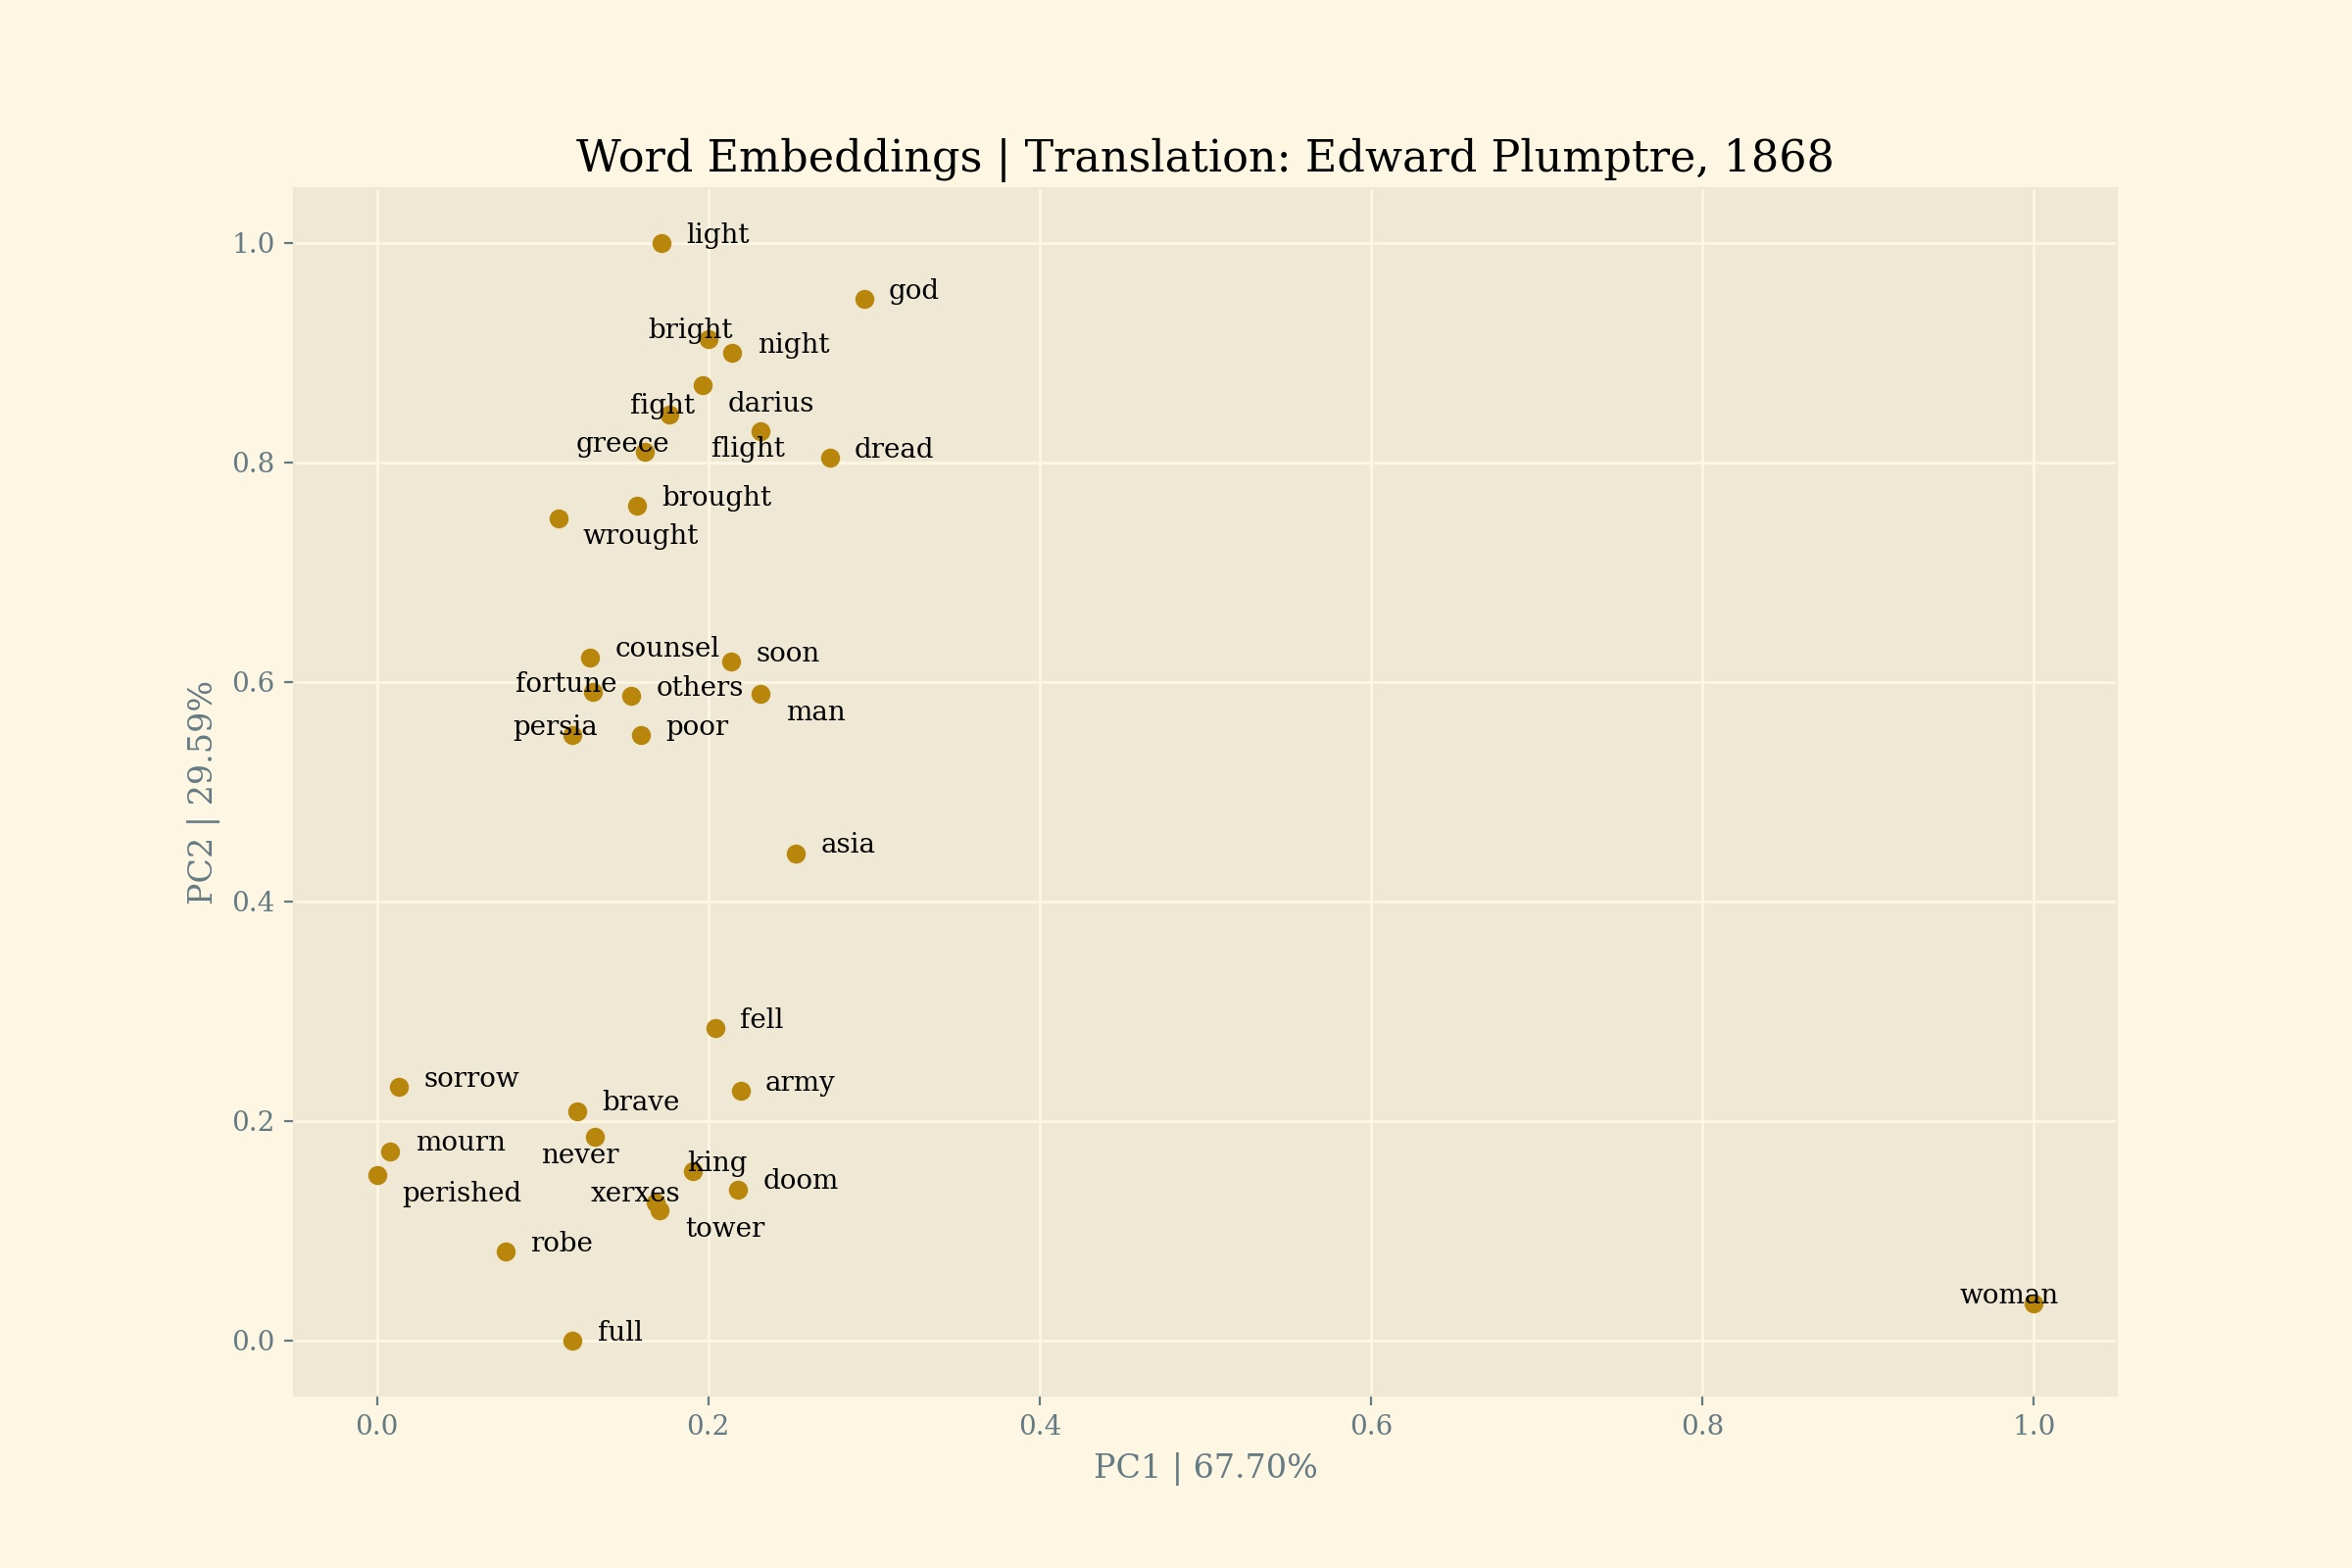 Word Embeddings | Translation: Edward Plumptre, 1868
1.0
light
god
bright
night
darius
fight
greece
flight
dread
0.8
brought
wrought
counsel
soon
0.6
fortune
others
man
persia
poor
PC2 | 29.59%
asia
0.4
fell
sorrow
army
brave
0.2
mourn
never
king
doom
perished
xerxes
tower
robe
woman
full
0.0
0.0 0.2 0.4 0.6 0.8 1.0
PC1 | 67.70%